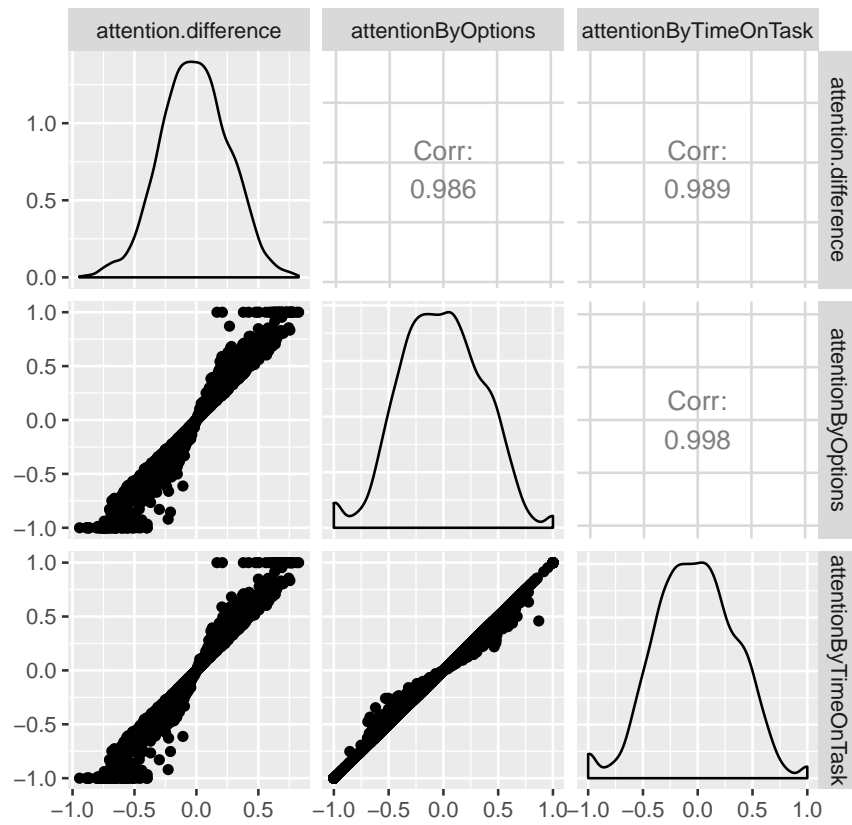 attention.difference attentionByOptions attentionByTimeOnTask
1.0
0.5
0.0
Corr:
0.986
Corr:
0.989
attention.difference
1.0
0.5
0.0
−0.5
−1.0
Corr:
0.998
attentionByOptions
1.0
0.5
0.0
−0.5
−1.0
attentionByTimeOnTask
−1.0 −0.5 0.0 0.5 −1.0 −0.5 0.0 0.5 1.0 −1.0 −0.5 0.0 0.5 1.0